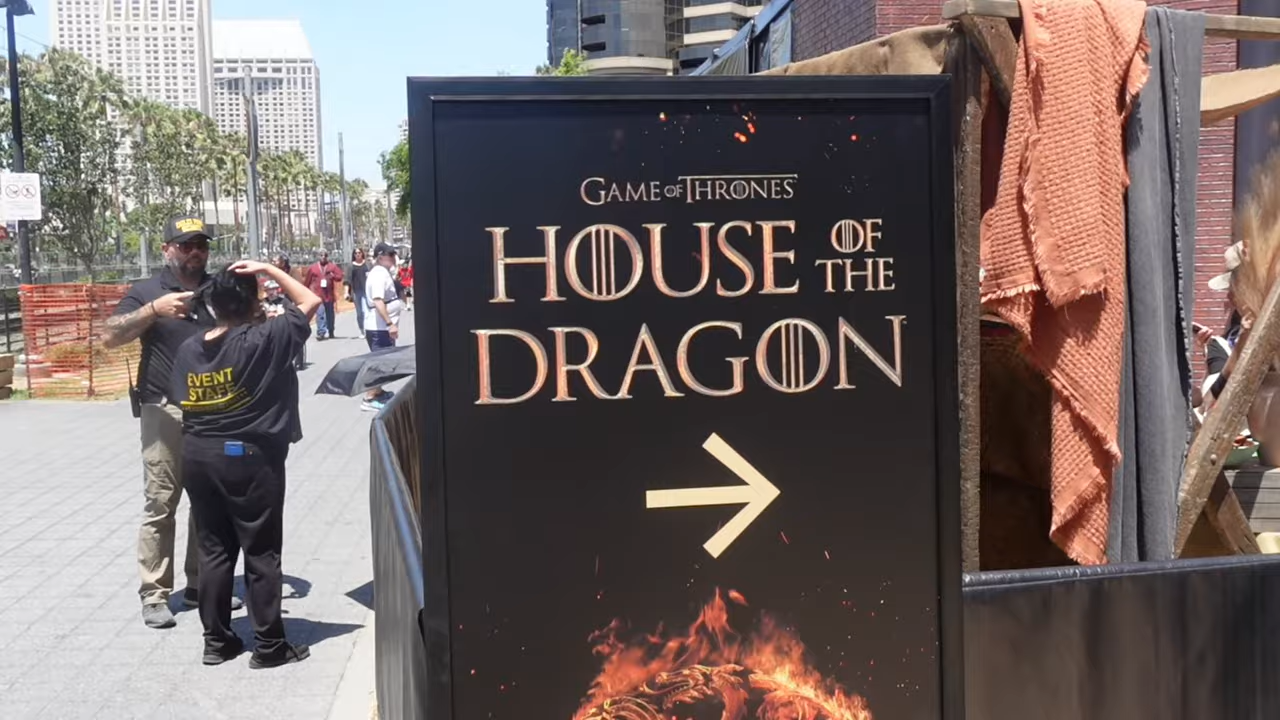 GAME OF THRONES
HOUSE OF THE
DRAGON
EVENT
STAFF